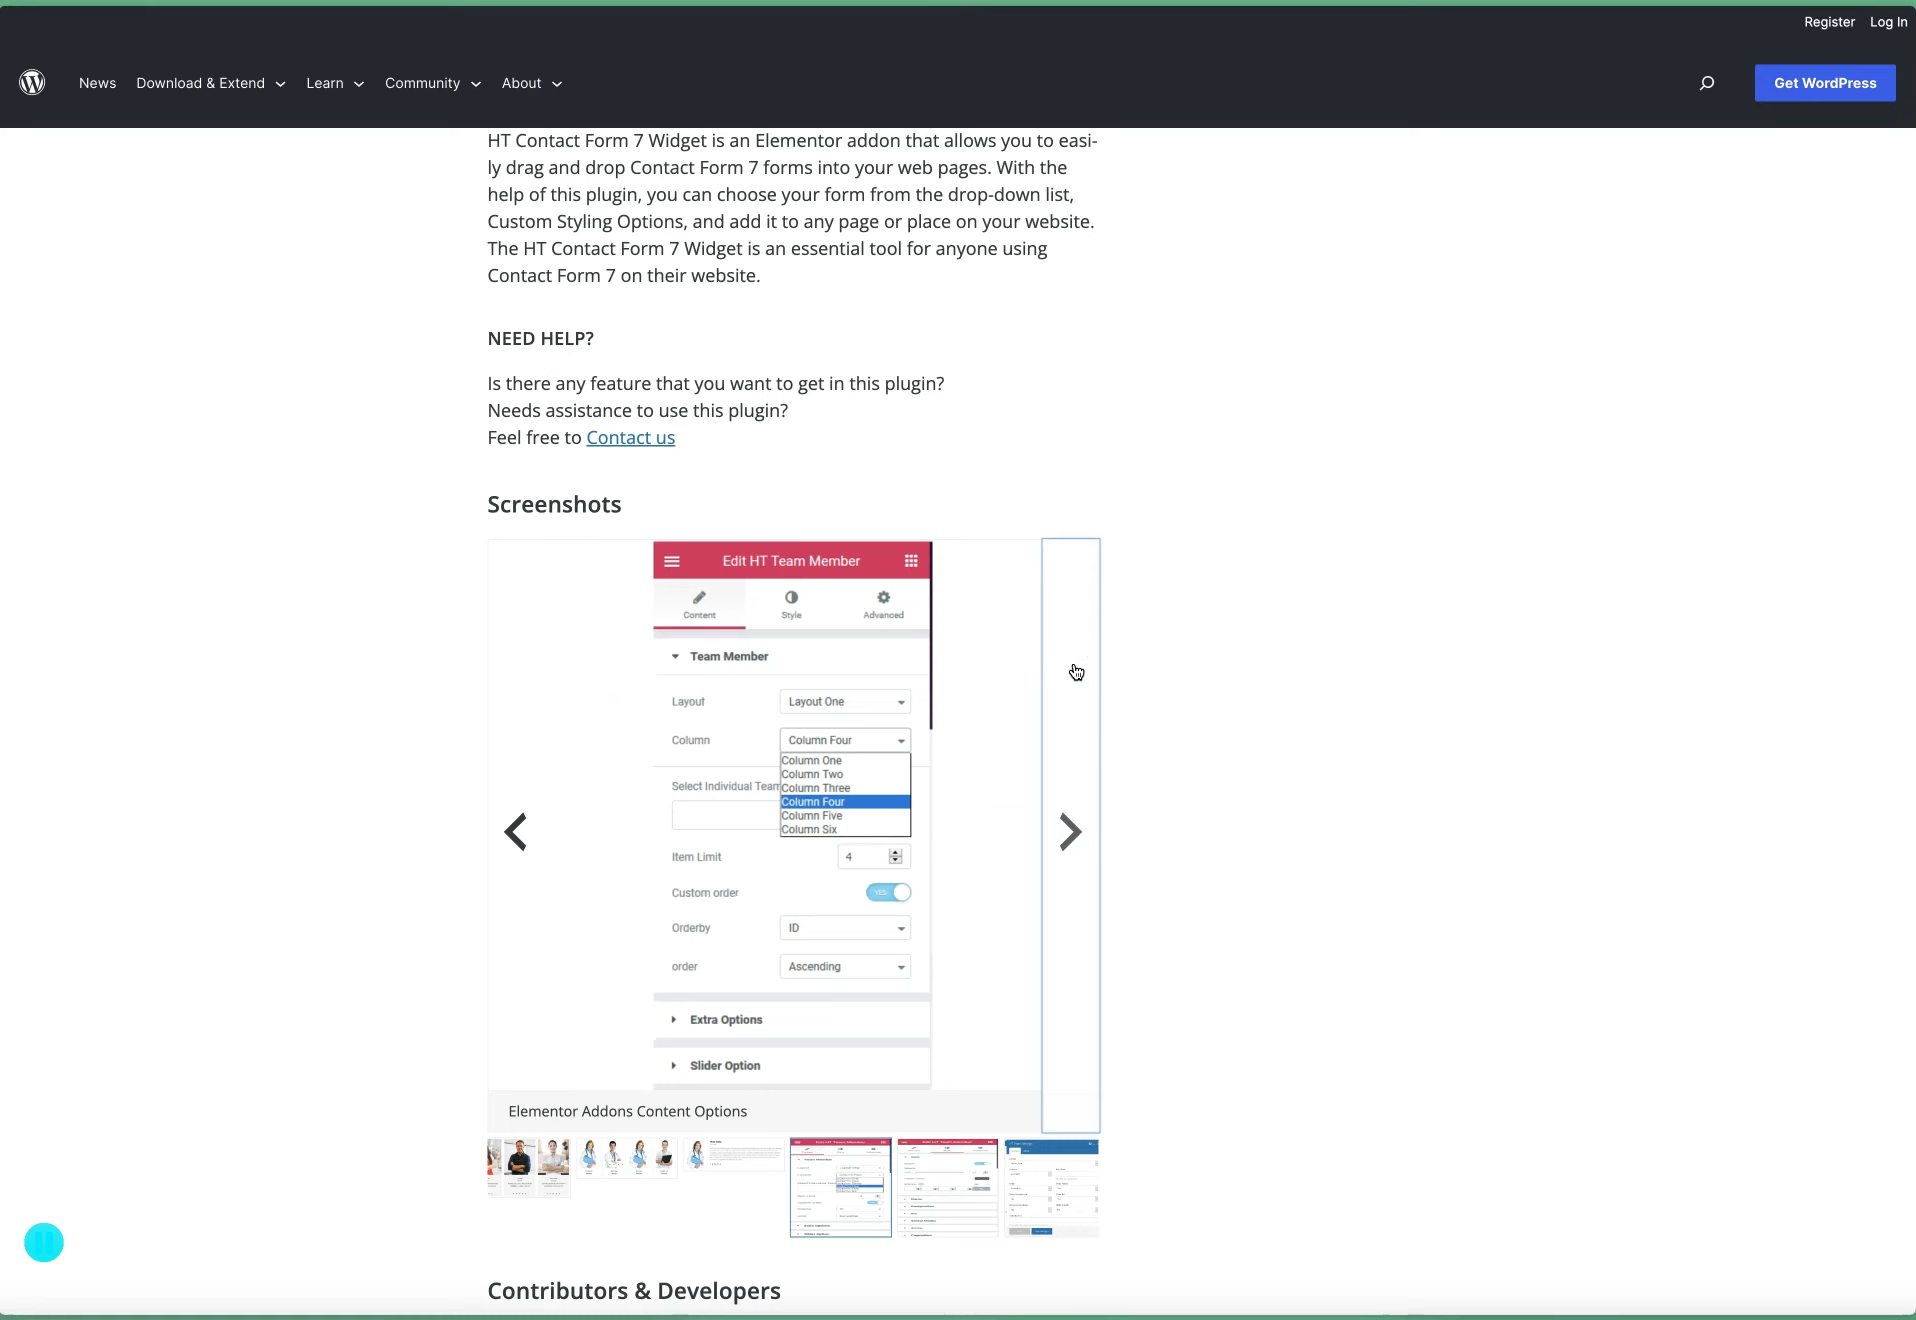 Register Log In
News Download & Extend Learn Community About Get WordPress
HT Contact Form 7 Widget is an Elementor addon that allows you to easi-
ly drag and drop Contact Form 7 forms into your web pages. With the
help of this plugin, you can choose your form from the drop-down list,
Custom Styling Options, and add it to any page or place on your website.
The HT Contact Form 7 Widget is an essential tool for anyone using
Contact Form 7 on their website.
NEED HELP?
Is there any feature that you want to get in this plugin?
Needs assistance to use this plugin?
Feel free to Contact us
Screenshots
Edit HT Team Member
Content Style Advanced
Team Member
Layout Layout One
Column Column Four
Column One
Column Two
Select Individual Team
Column Three
Column Four
Column Five
Column Six
Item Limit 4
Custom order YES
Orderby ID
order Ascending
Extra Options
Slider Option
Elementor Addons Content Options
Contributors & Developers